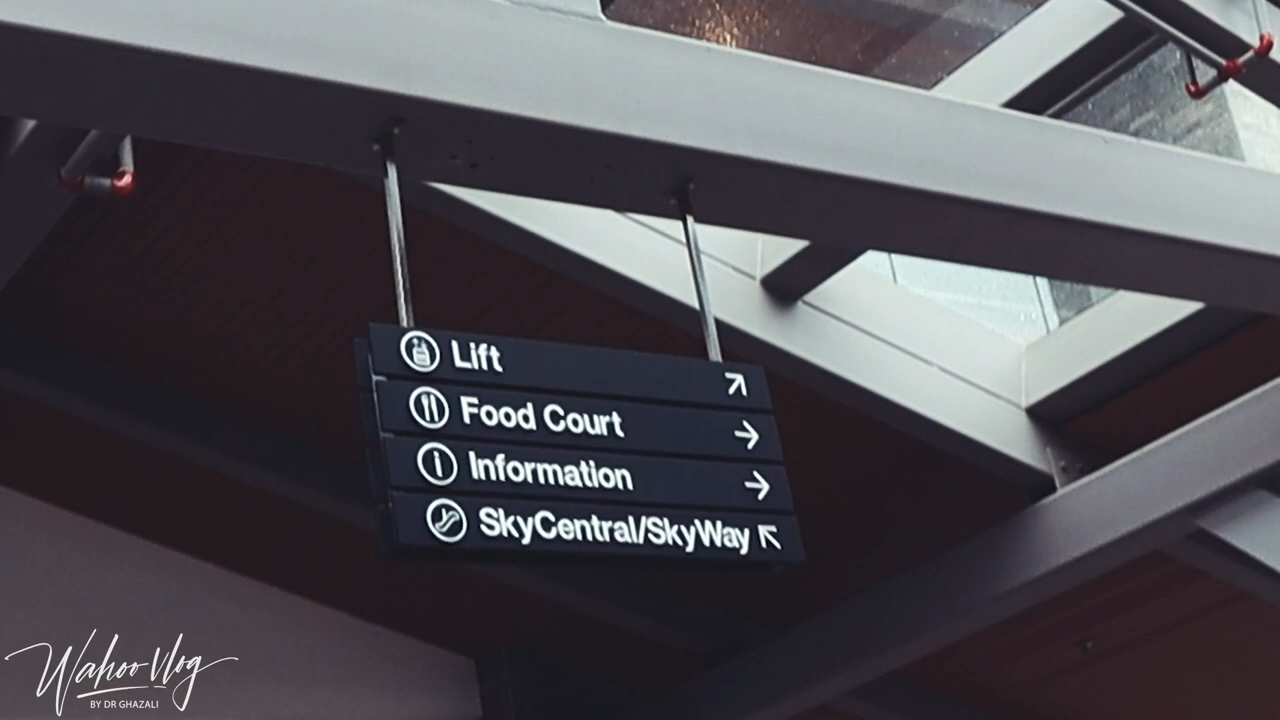 Lift
Food Court
Information
SkyCentral/SkyWay
Wahoo Vlog
BY DR GHAZALI